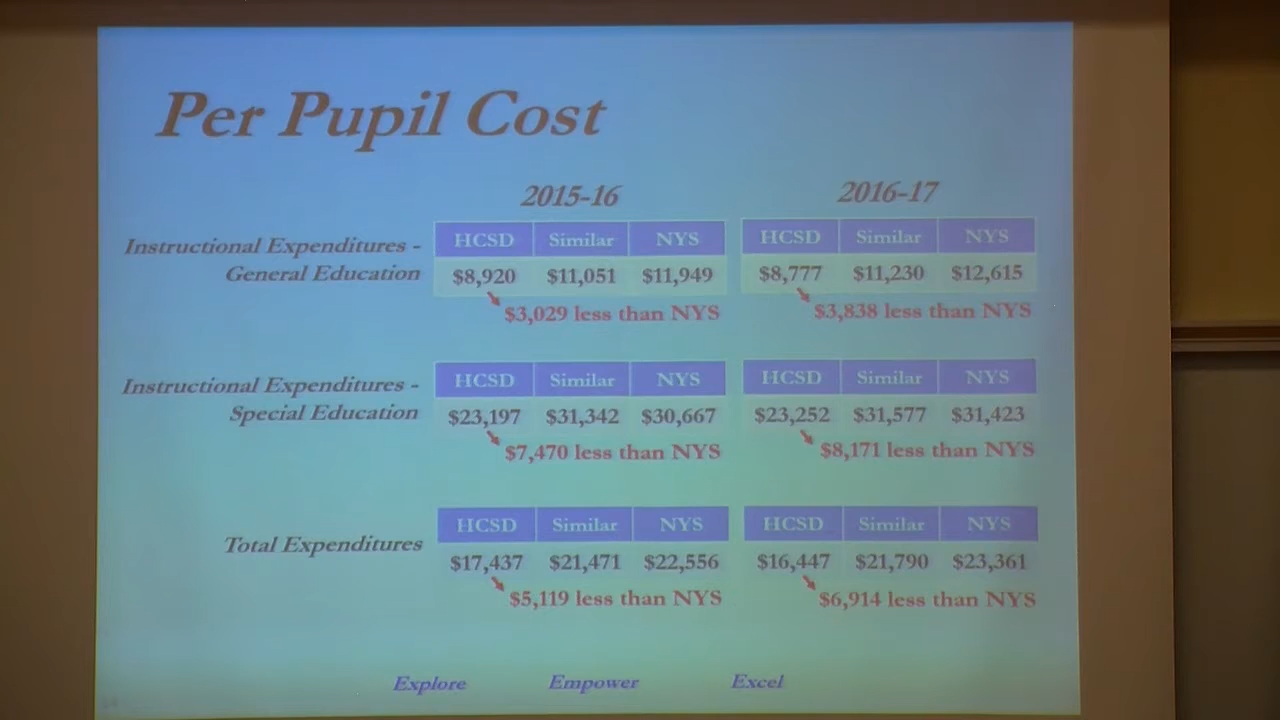 Per Pupil Cost
2015-16 2016-17
Instructional Expenditures -
General Education
HCSD Similar NYS HCSD Similar NYS
$8,920 $11,051 $11,949 $8,777 $11,230 $12,615
$3,029 less than NYS $3,838 less than NYS
Instructional Expenditures -
Special Education
HCSD Similar NYS HCSD Similar NYS
$23,197 $31,342 $30,667 $23,252 $31,577 $31,423
$7,470 less than NYS $8,171 less than NYS
Total Expenditures
HCSD Similar NYS HCSD Similar NYS
$17,437 $21,471 $22,556 $16,447 $21,790 $23,361
$5,119 less than NYS $6,914 less than NYS
Explore Empower Excel